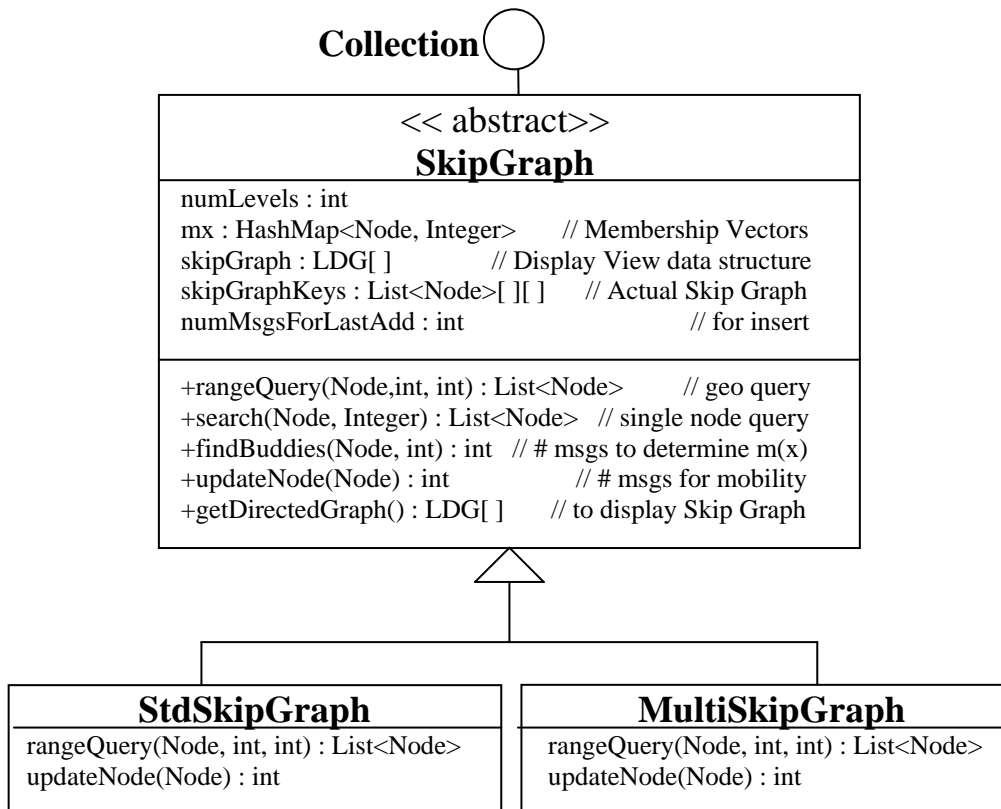 Collection
<< abstract>>
SkipGraph
numLevels : int
mx : HashMap<Node, Integer> // Membership Vectors
skipGraph : LDG[ ] // Display View data structure
skipGraphKeys : List<Node>[ ][ ] // Actual Skip Graph
numMsgsForLastAdd : int // for insert
+rangeQuery(Node,int, int) : List<Node> // geo query
+search(Node, Integer) : List<Node> // single node query
+findBuddies(Node, int) : int // # msgs to determine m(x)
+updateNode(Node) : int // # msgs for mobility
+getDirectedGraph() : LDG[ ] // to display Skip Graph
StdSkipGraph
rangeQuery(Node, int, int) : List<Node>
updateNode(Node) : int
MultiSkipGraph
rangeQuery(Node, int, int) : List<Node>
updateNode(Node) : int